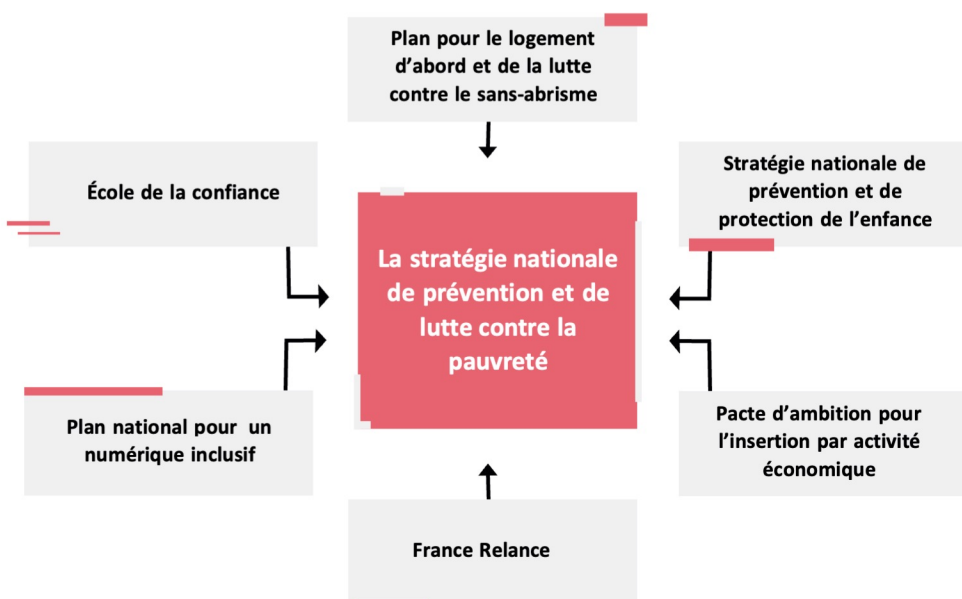 Plan pour le logement
d'abord et de la lutte
contre le sans-abrisme
École de la confiance
Stratégie nationale de
prévention et de
protection de l'enfance
La stratégie nationale
de prévention et de
lutte contre la
pauvreté
Plan national pour un
numérique inclusif
Pacte d'ambition pour
l'insertion par activité
économique
France Relance